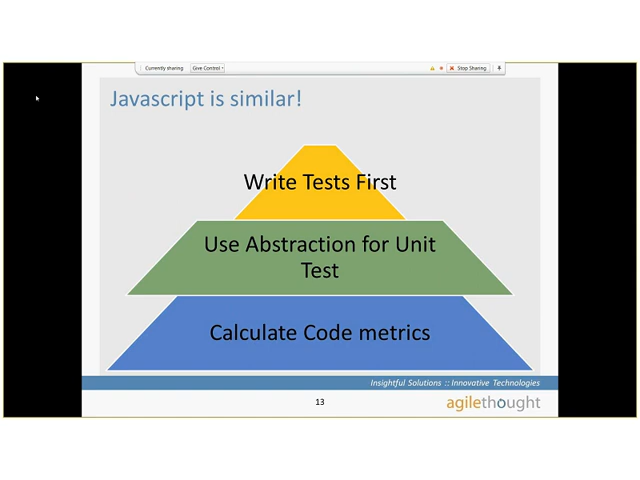 Currently sharing Give Control Stop Sharing
Javascript is similar!
Write Tests First
Use Abstraction for Unit
Test
Calculate Code metrics
Insightful Solutions :: Innovative Technologies
13
agilethought